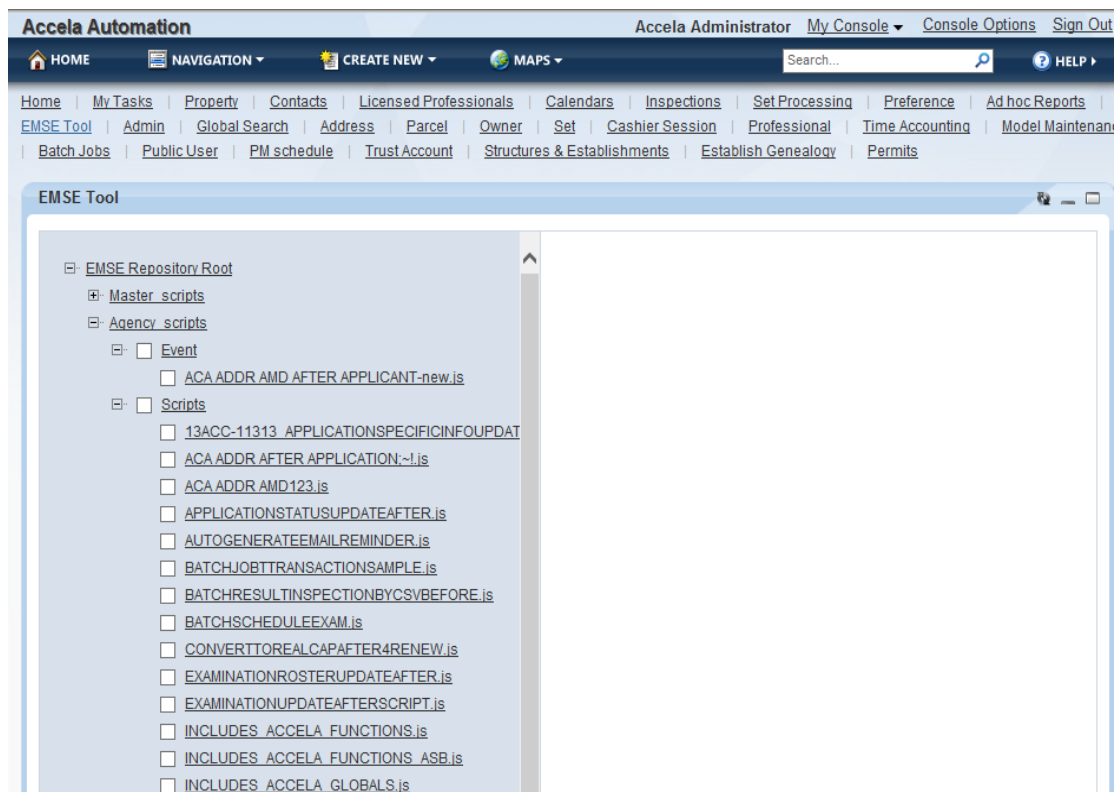 Accela Automation Accela Administrator My Console Console Options Sign Out
HOME NAVIGATION CREATE NEW MAPS Search... HELP
Home | My Tasks | Property | Contacts | Licensed Professionals | Calendars | Inspections | Set Processing | Preference | Ad hoc Reports |
EMSE Tool | Admin | Global Search | Address | Parcel | Owner | Set | Cashier Session | Professional | Time Accounting | Model Maintenan
| Batch Jobs | Public User | PM schedule | Trust Account | Structures & Establishments | Establish Genealogy | Permits
EMSE Tool
EMSE Repository Root
Master_scripts
Agency_scripts
Event
ACA ADDR AMD AFTER APPLICANT-new.js
Scripts
13ACC-11313_APPLICATIONSPECIFICINFOUPDAT
ACA ADDR AFTER APPLICATION;~!.js
ACA ADDR AMD123.js
APPLICATIONSTATUSUPDATEAFTER.js
AUTOGENERATEEMAILREMINDER.js
BATCHJOBTTRANSACTIONSAMPLE.js
BATCHRESULTINSPECTIONBYCSVBEFORE.js
BATCHSCHEDULEEXAM.js
CONVERTTOREALCAPAFTER4RENEW.js
EXAMINATIONROSTERUPDATEAFTER.js
EXAMINATIONUPDATEAFTERSCRIPT.js
INCLUDES_ACCELA_FUNCTIONS.js
INCLUDES_ACCELA_FUNCTIONS_ASB.js
INCLUDES_ACCELA_GLOBALS.js